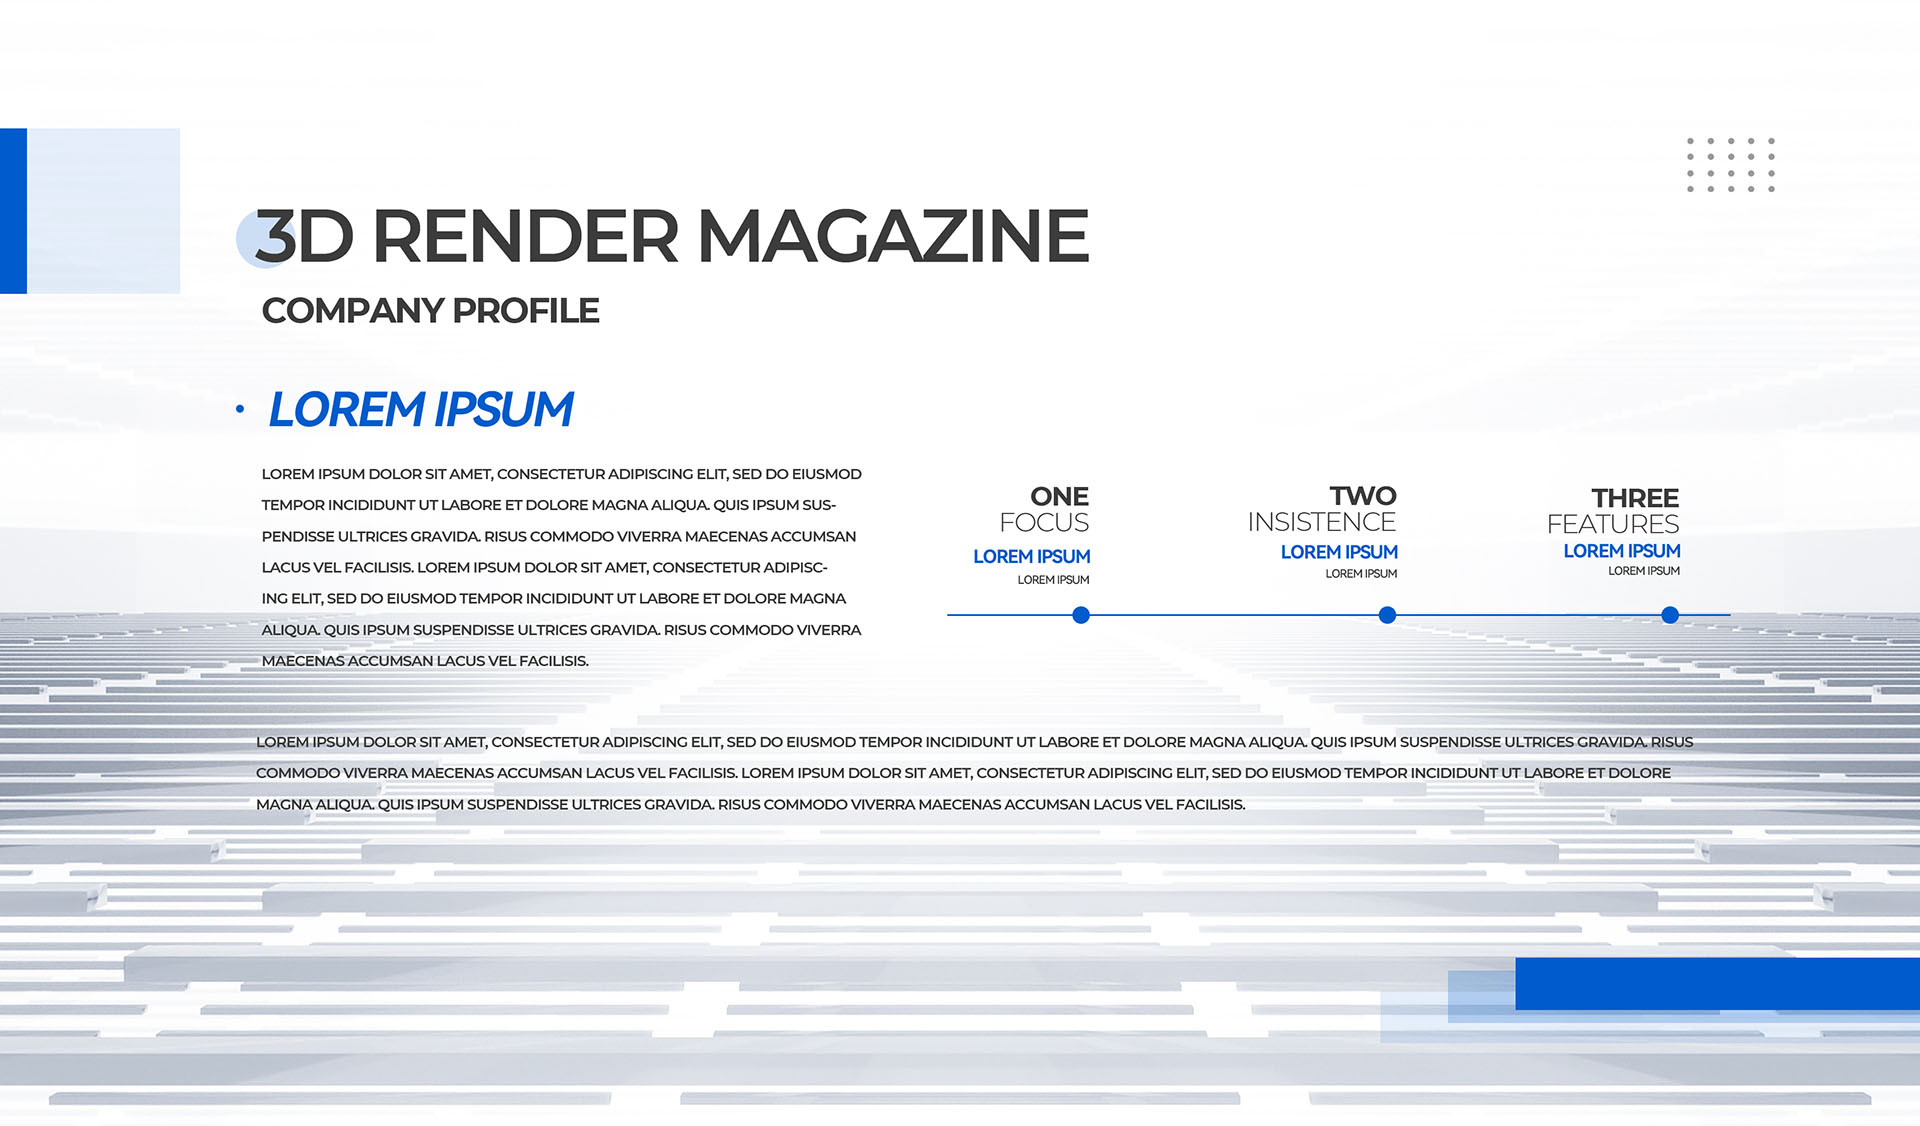 3D RENDER MAGAZINE
COMPANY PROFILE
• LOREM IPSUM
LOREM IPSUM DOLOR SIT AMET, CONSECTETUR ADIPISCING ELIT, SED DO EIUSMOD
TEMPOR INCIDIDUNT UT LABORE ET DOLORE MAGNA ALIQUA. QUIS IPSUM SUS-
PENDISSE ULTRICES GRAVIDA. RISUS COMMODO VIVERRA MAECENAS ACCUMSAN
LACUS VEL FACILISIS. LOREM IPSUM DOLOR SIT AMET, CONSECTETUR ADIPISC-
ING ELIT, SED DO EIUSMOD TEMPOR INCIDIDUNT UT LABORE ET DOLORE MAGNA
ALIQUA. QUIS IPSUM SUSPENDISSE ULTRICES GRAVIDA. RISUS COMMODO VIVERRA
MAECENAS ACCUMSAN LACUS VEL FACILISIS.
ONE
FOCUS
LOREM IPSUM
LOREM IPSUM
TWO
INSISTENCE
LOREM IPSUM
LOREM IPSUM
THREE
FEATURES
LOREM IPSUM
LOREM IPSUM
LOREM IPSUM DOLOR SIT AMET, CONSECTETUR ADIPISCING ELIT, SED DO EIUSMOD TEMPOR INCIDIDUNT UT LABORE ET DOLORE MAGNA ALIQUA. QUIS IPSUM SUSPENDISSE ULTRICES GRAVIDA. RISUS
COMMODO VIVERRA MAECENAS ACCUMSAN LACUS VEL FACILISIS. LOREM IPSUM DOLOR SIT AMET, CONSECTETUR ADIPISCING ELIT, SED DO EIUSMOD TEMPOR INCIDIDUNT UT LABORE ET DOLORE
MAGNA ALIQUA. QUIS IPSUM SUSPENDISSE ULTRICES GRAVIDA. RISUS COMMODO VIVERRA MAECENAS ACCUMSAN LACUS VEL FACILISIS.